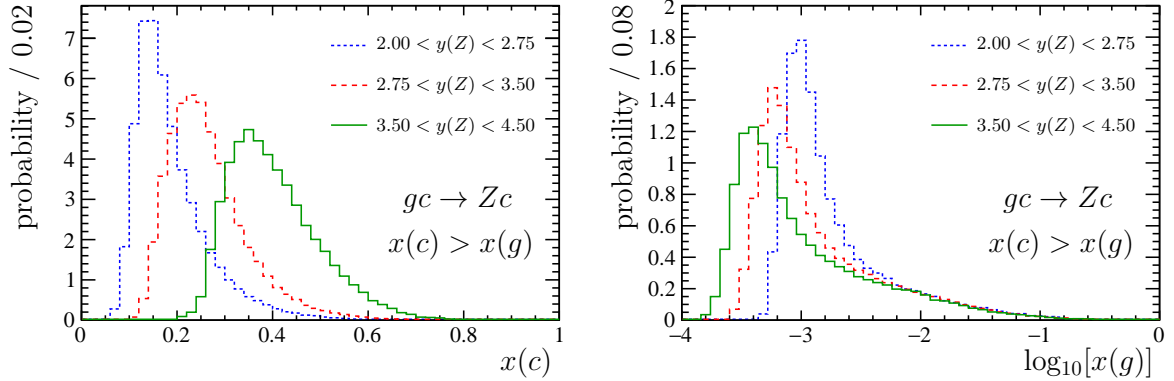 probability / 0.02
7
6
5
4
3
2
1
0
2.00 < y(Z) < 2.75
2.75 < y(Z) < 3.50
3.50 < y(Z) < 4.50
gc → Zc
x(c) > x(g)
0 0.2 0.4 0.6 0.8 1
x(c)
probability / 0.08
2
1.8
1.6
1.4
1.2
1
0.8
0.6
0.4
0.2
0
2.00 < y(Z) < 2.75
2.75 < y(Z) < 3.50
3.50 < y(Z) < 4.50
gc → Zc
x(c) > x(g)
−4 −3 −2 −1 0
log₁₀[x(g)]